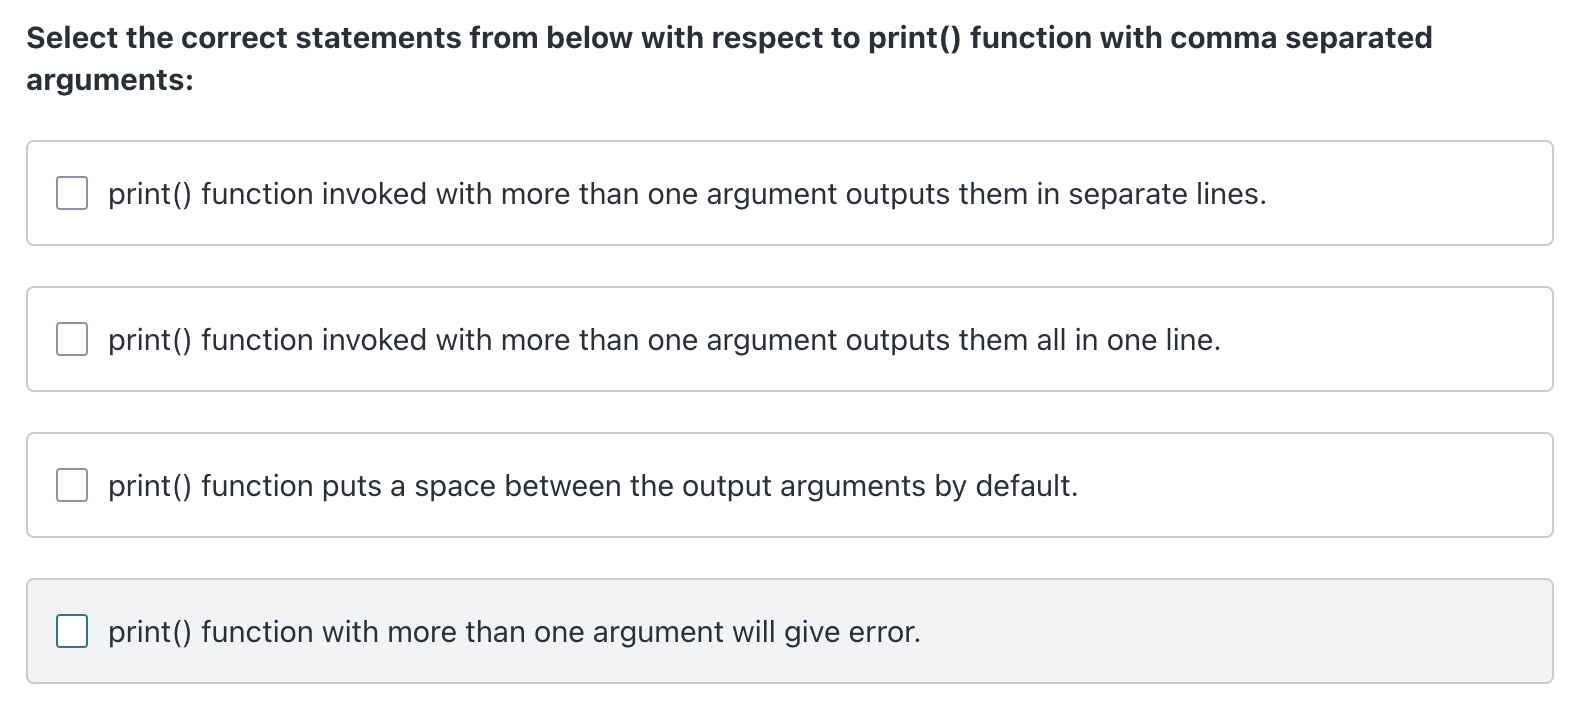 Select the correct statements from below with respect to print() function with comma separated
arguments:
print() function invoked with more than one argument outputs them in separate lines.
print() function invoked with more than one argument outputs them all in one line.
print() function puts a space between the output arguments by default.
print() function with more than one argument will give error.